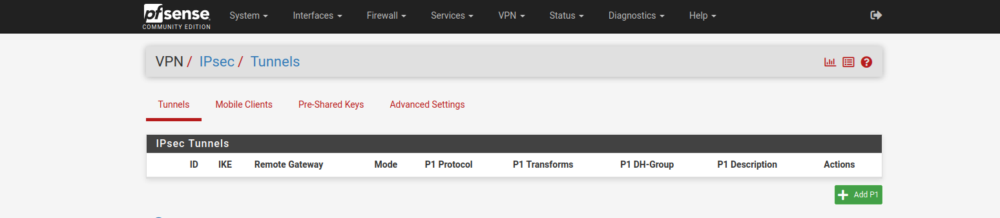 pfsense
COMMUNITY EDITION
System Interfaces Firewall Services VPN Status Diagnostics Help
VPN / IPsec / Tunnels
Tunnels Mobile Clients Pre-Shared Keys Advanced Settings
IPsec Tunnels
ID IKE Remote Gateway Mode P1 Protocol P1 Transforms P1 DH-Group P1 Description Actions
Add P1